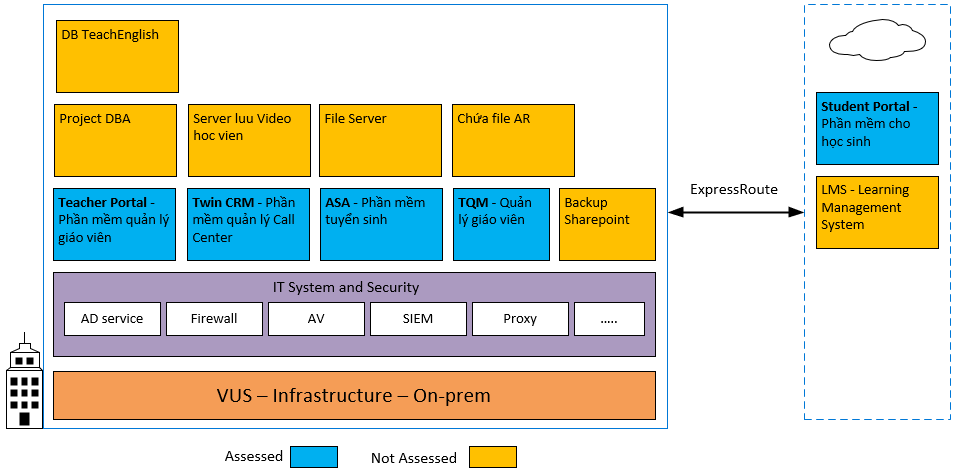 DB TeachEnglish
Project DBA
Server luu Video
hoc vien
File Server
Chứa file AR
Teacher Portal -
Phần mềm quản lý
giáo viên
Twin CRM - Phần
mềm quản lý Call
Center
ASA - Phần mềm
tuyển sinh
TQM - Quản
lý giáo viên
Backup
Sharepoint
IT System and Security
AD service
Firewall
AV
SIEM
Proxy
.....
VUS – Infrastructure – On-prem
ExpressRoute
Student Portal -
Phần mềm cho
học sinh
LMS - Learning
Management
System
Assessed
Not Assessed